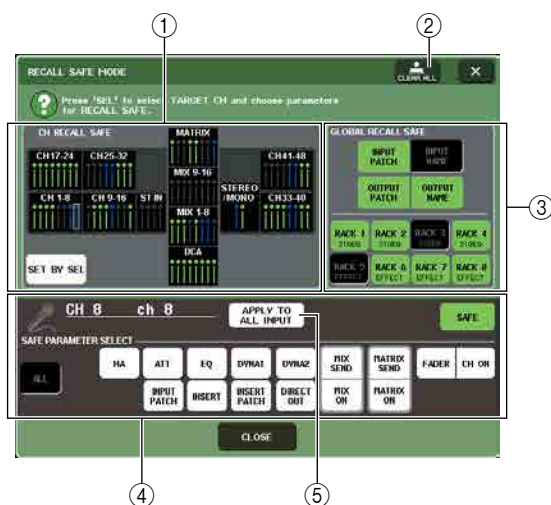 ①
②
RECALL SAFE MODE
CLEAR ALL
×
? Press "SEL" to select TARGET CH and choose parameters
for RECALL SAFE.
CH RECALL SAFE
MATRIX
CH17-24
CH25-32
CH41-48
MIX 9-16
STEREO
/MONO
CH 1-8
CH 9-16
ST IN
MIX 1-8
CH33-40
DCA
SET BY SEL
GLOBAL RECALL SAFE
INPUT
PATCH
INPUT
NAME
OUTPUT
PATCH
OUTPUT
NAME
③
RACK 1
RACK 2
RACK 3
RACK 4
RACK 5
EFFECT
RACK 6
EFFECT
RACK 7
EFFECT
RACK 8
EFFECT
CH 8
ch 8
APPLY TO
ALL INPUT
SAFE
SAFE PARAMETER SELECT
ALL
HA
ATT
EQ
DYNA1
DYNA2
MIX
SEND
MATRIX
SEND
FADER
CH ON
INPUT
PATCH
INSERT
INSERT
PATCH
DIRECT
OUT
MIX
ON
MATRIX
ON
CLOSE
④
⑤